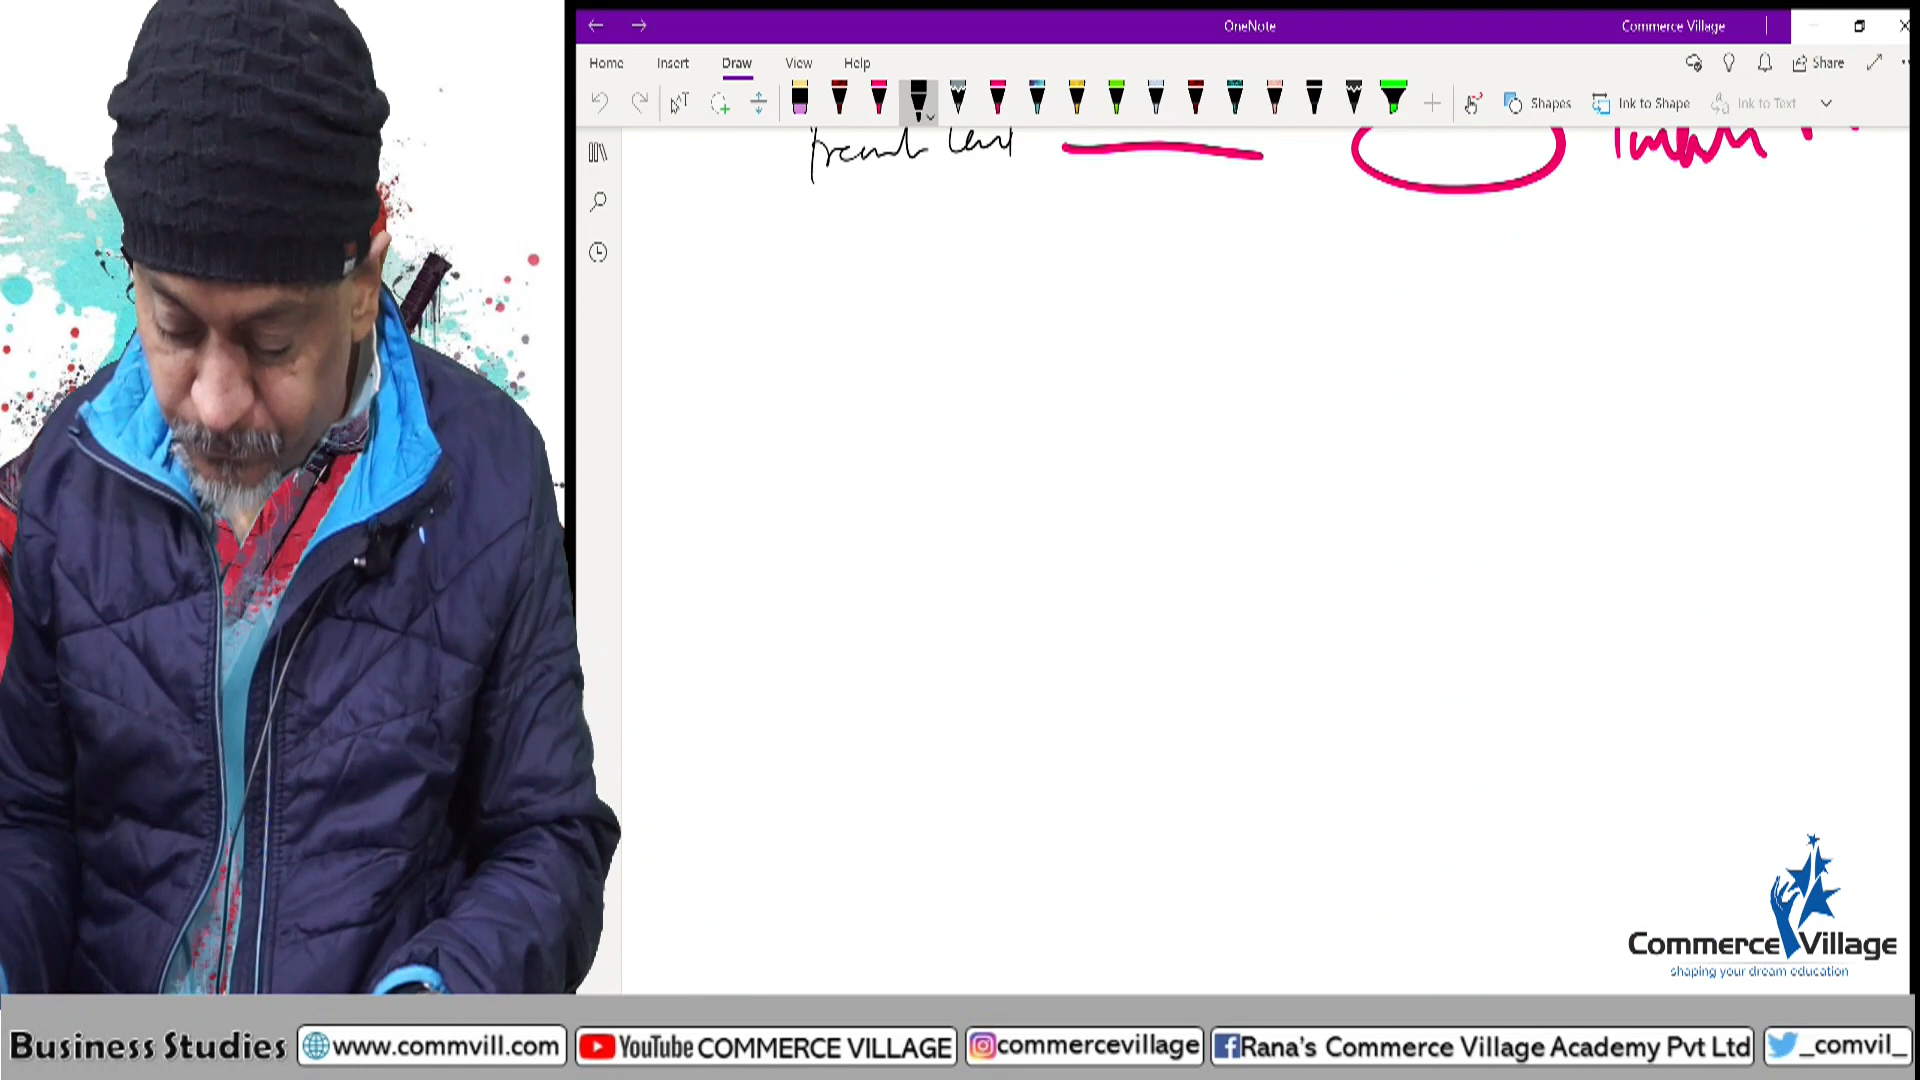 OneNote
Commerce Village
Home Insert Draw View Help
Share
Shapes Ink to Shape Ink to Text
Commerce Village
shaping your dream education
Business Studies www.commvill.com YouTube COMMERCE VILLAGE commercevillage Rana's Commerce Village Academy Pvt Ltd _comvil_